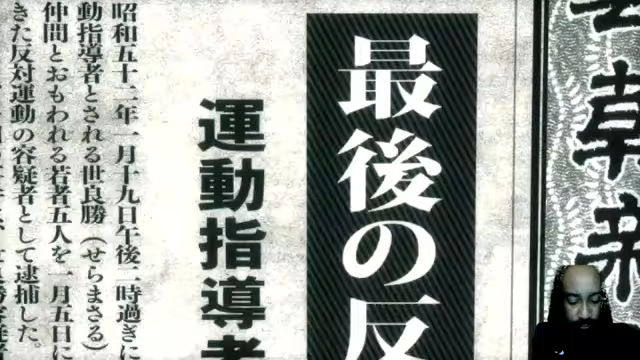 芸草新
最後の反
運動指導者
昭和五十二年一月十九日午後二時過ぎに
動指導者とされる世良勝（せらまさる）
仲間とおもわれる若者五人を一月五日に
きた反対運動の容疑者として逮捕した。